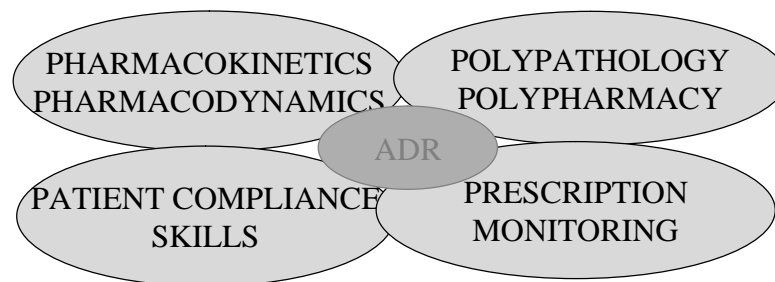 PHARMACOKINETICS
PHARMACODYNAMICS
POLYPATHOLOGY
POLYPHARMACY
ADR
PATIENT COMPLIANCE
SKILLS
PRESCRIPTION
MONITORING